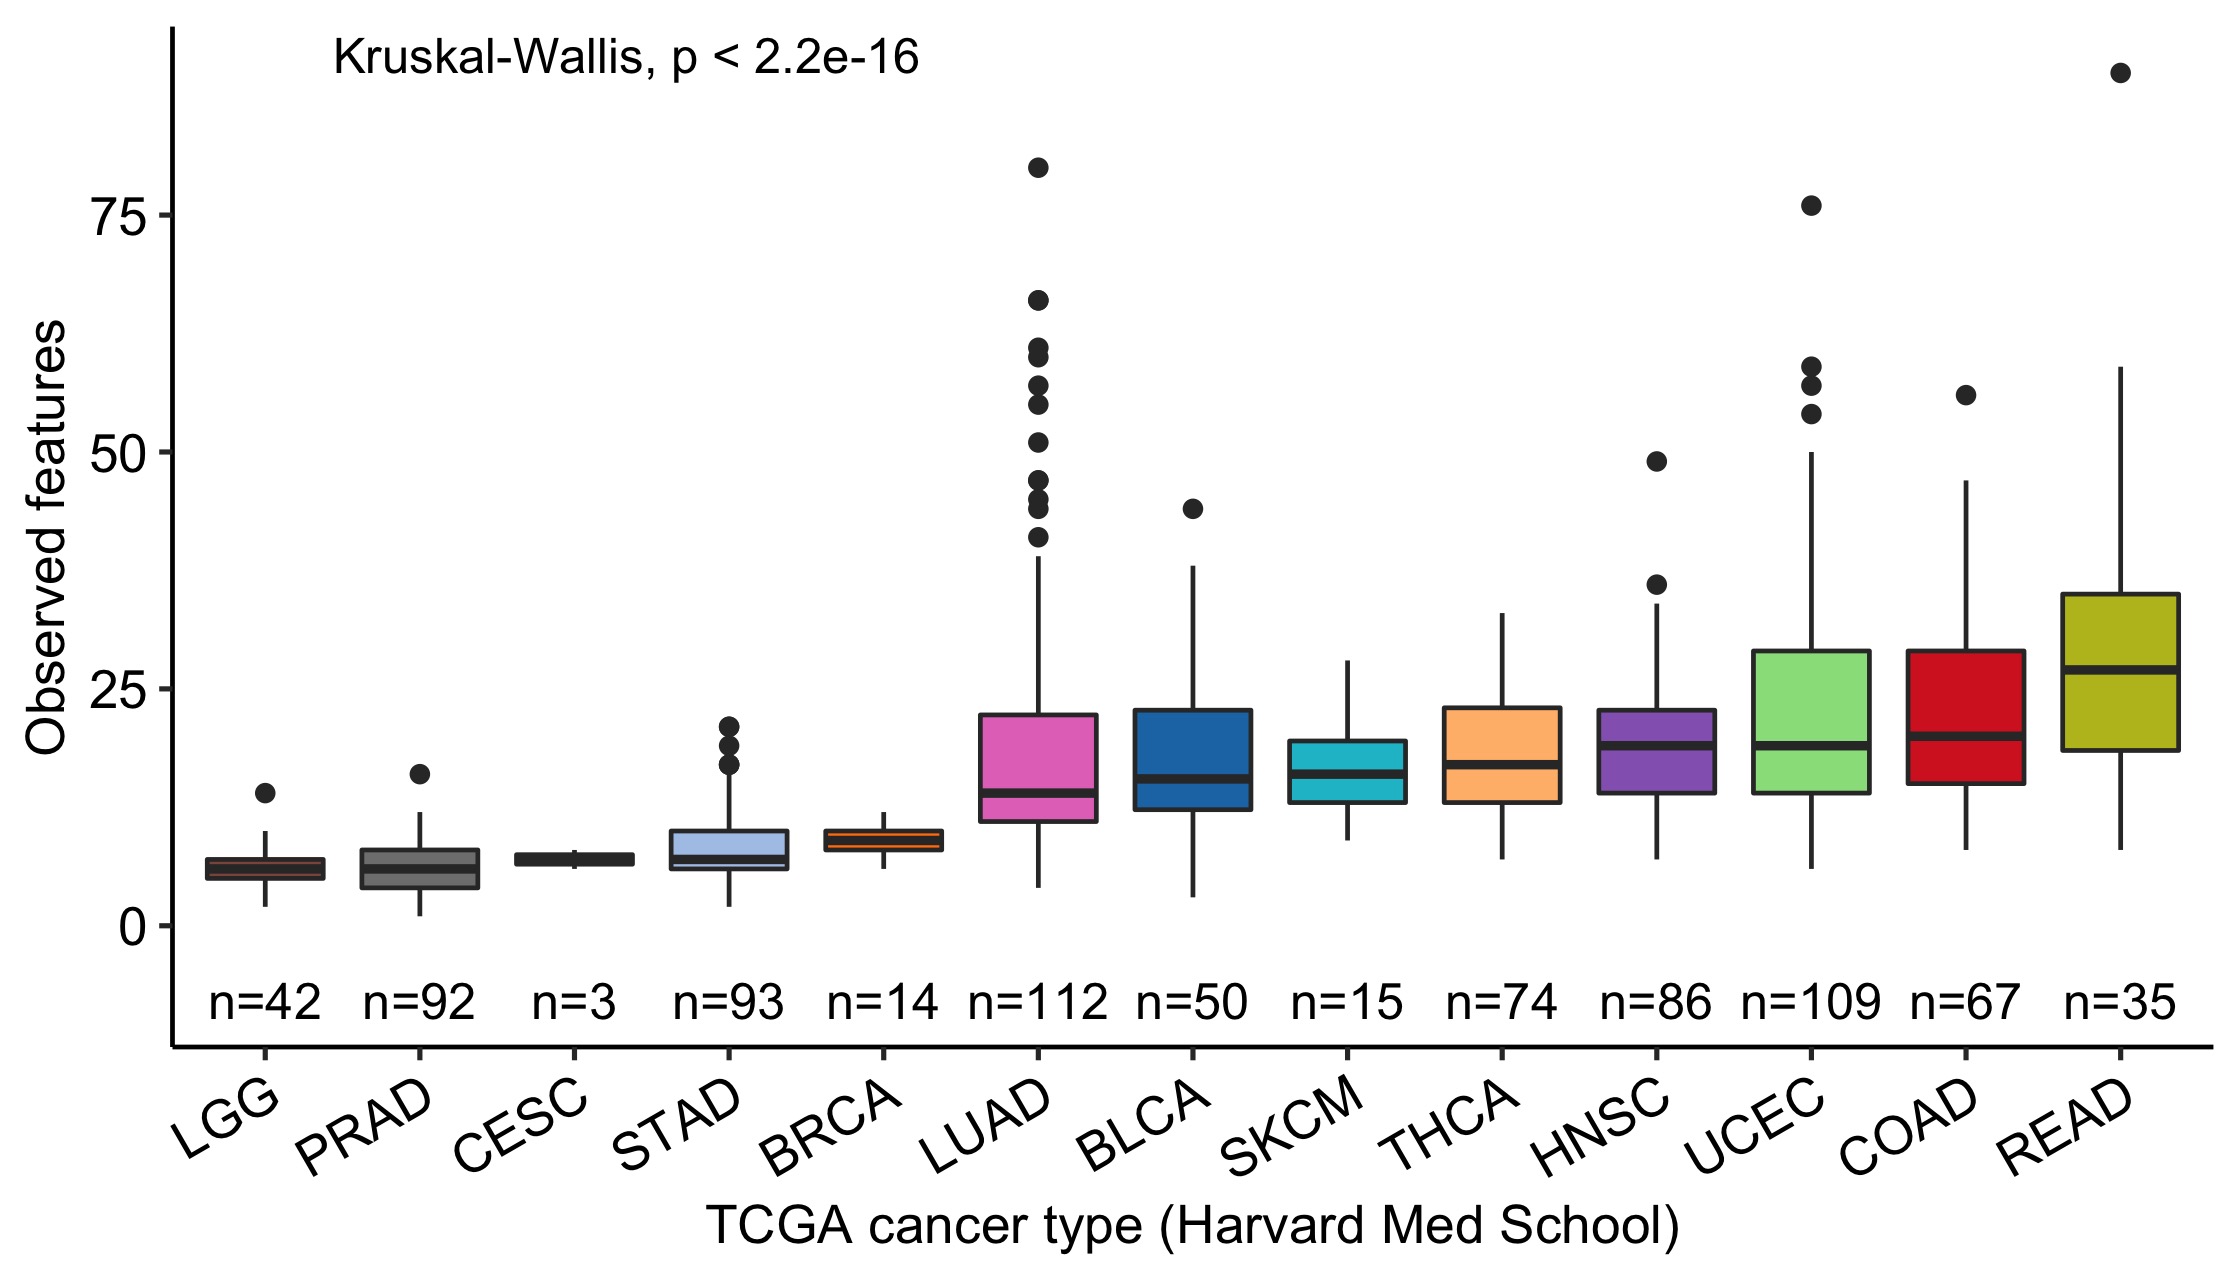 Kruskal-Wallis, p < 2.2e-16
Observed features
75
50
25
0
n=42 n=92 n=3 n=93 n=14 n=112 n=50 n=15 n=74 n=86 n=109 n=67 n=35
LGG PRAD CESC STAD BRCA LUAD BLCA SKCM THCA HNSC UCEC COAD READ
TCGA cancer type (Harvard Med School)